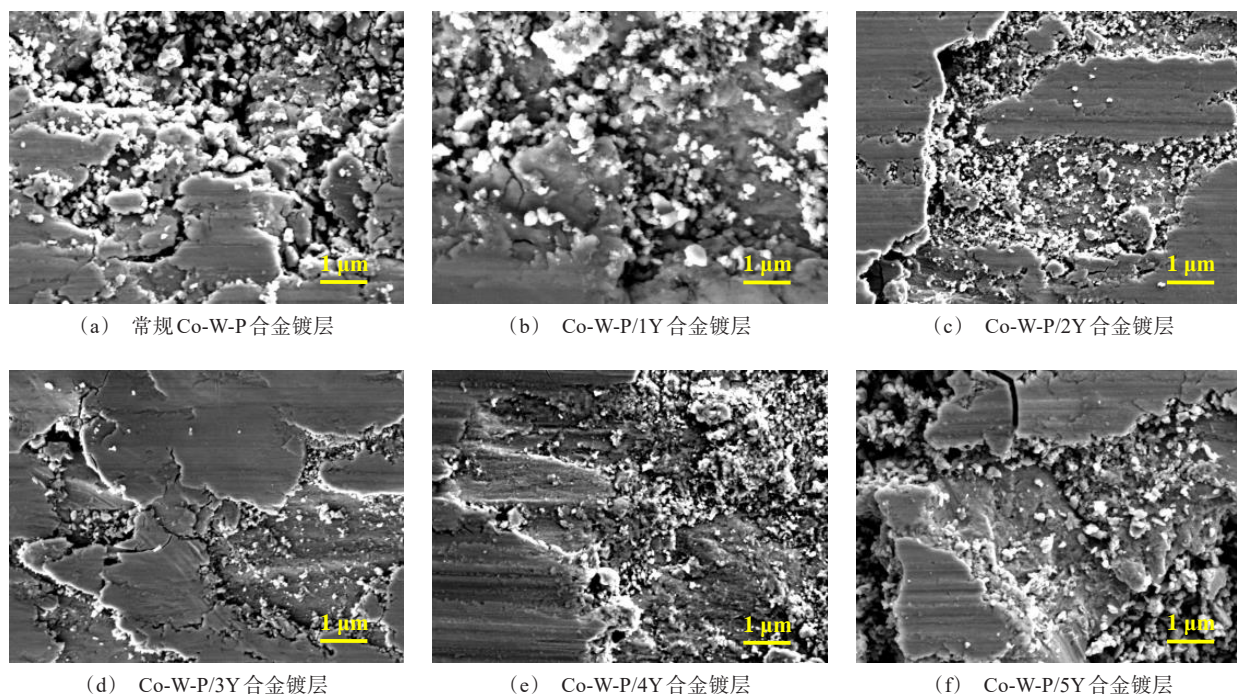 1 μm
1 μm
1 μm
（a） 常规Co-W-P合金镀层
（b） Co-W-P/1Y合金镀层
（c） Co-W-P/2Y合金镀层
1 μm
1 μm
1 μm
（d） Co-W-P/3Y合金镀层
（e） Co-W-P/4Y合金镀层
（f） Co-W-P/5Y合金镀层